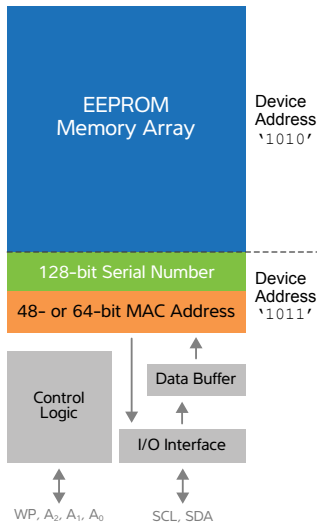 EEPROM
Memory Array
Device
Address
‘1010’
128-bit Serial Number
48- or 64-bit MAC Address
Device
Address
‘1011’
Control
Logic
Data Buffer
I/O Interface
WP, A₂, A₁, A₀
SCL, SDA